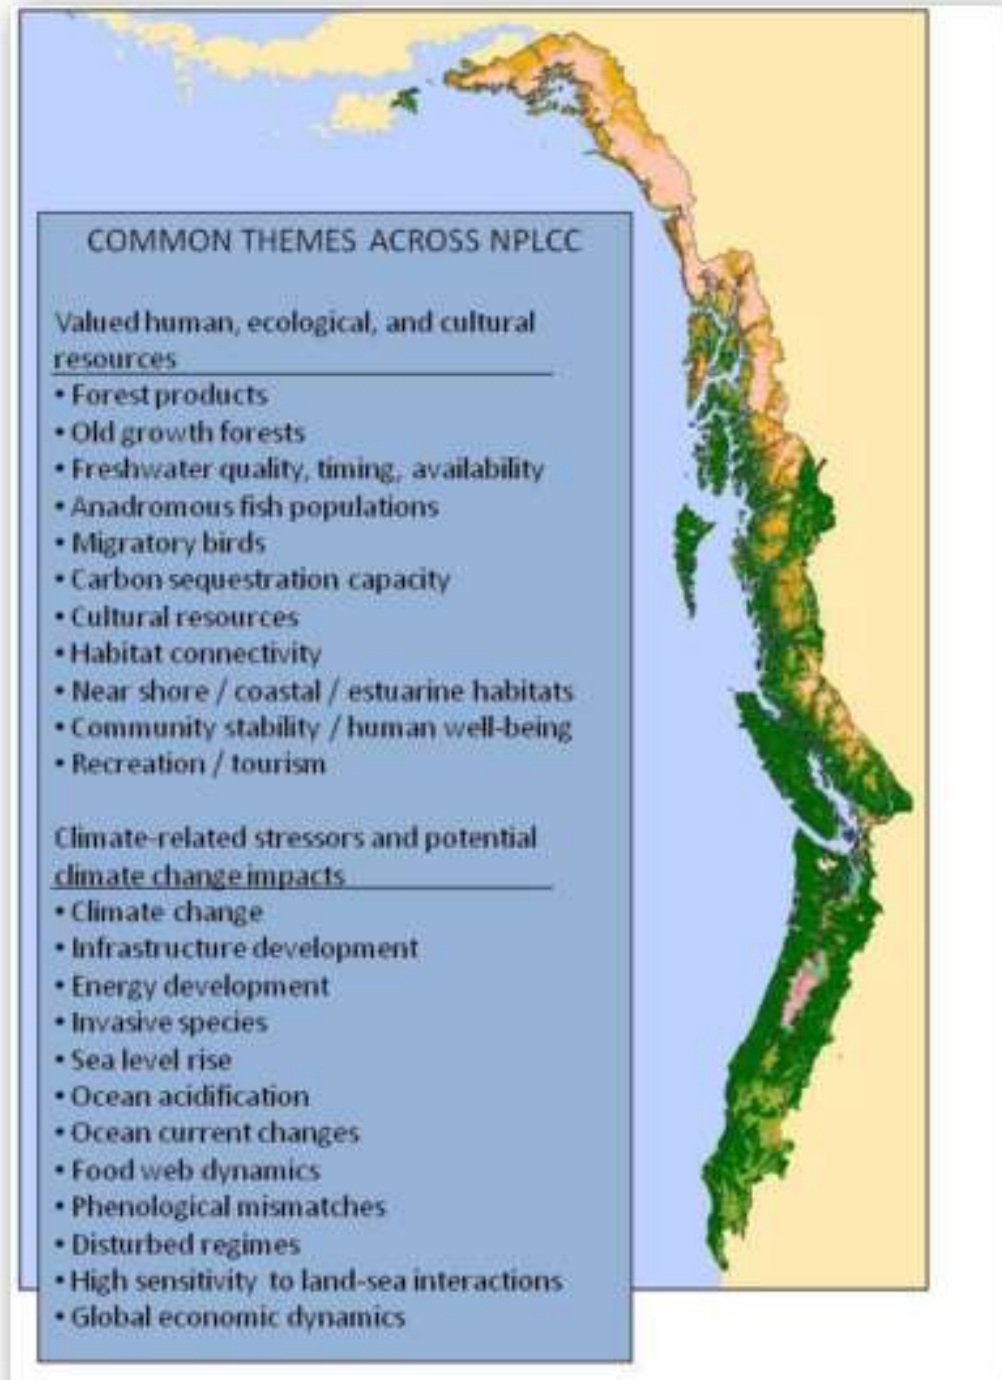 COMMON THEMES ACROSS NPLCC
Valued human, ecological, and cultural
resources
• Forest products
• Old growth forests
• Freshwater quality, timing, availability
• Anadromous fish populations
• Migratory birds
• Carbon sequestration capacity
• Cultural resources
• Habitat connectivity
• Near shore / coastal / estuarine habitats
• Community stability / human well-being
• Recreation / tourism
Climate-related stressors and potential
climate change impacts
• Climate change
• Infrastructure development
• Energy development
• Invasive species
• Sea level rise
• Ocean acidification
• Ocean current changes
• Food web dynamics
• Phenological mismatches
• Disturbed regimes
• High sensitivity to land-sea interactions
• Global economic dynamics